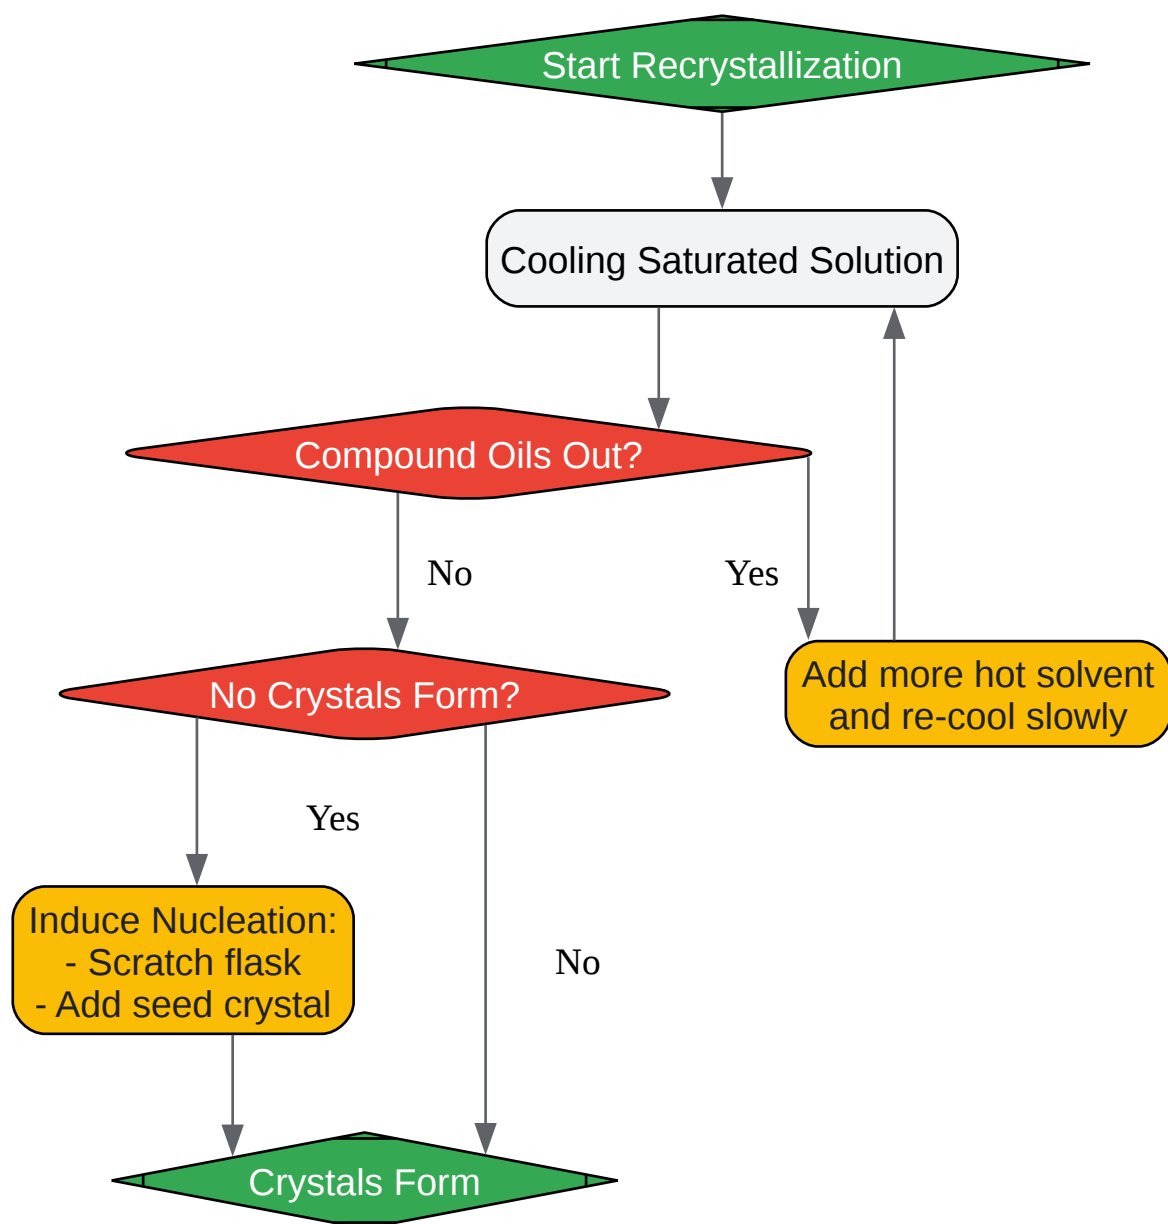 Start Recrystallization
Cooling Saturated Solution
Compound Oils Out?
No
Yes
Add more hot solvent
and re-cool slowly
No Crystals Form?
Yes
Induce Nucleation:
- Scratch flask
- Add seed crystal
No
Crystals Form